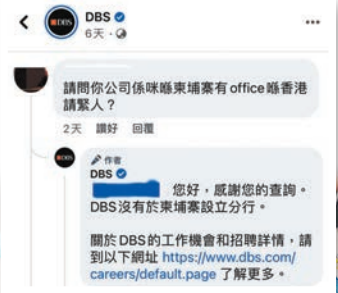 DBS
6天
請問你公司係咪喺柬埔寨有office喺香港
請緊人？
2天 讚好 回覆
作者
DBS
您好，感謝您的查詢。
DBS沒有於柬埔寨設立分行。
關於DBS的工作機會和招聘詳情，請
到以下網址 https://www.dbs.com/
careers/default.page 了解更多。